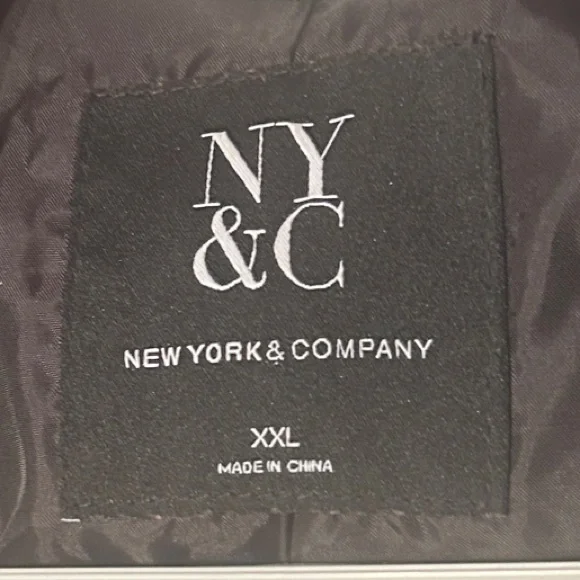 NY
&C
NEW YORK & COMPANY
XXL
MADE IN CHINA